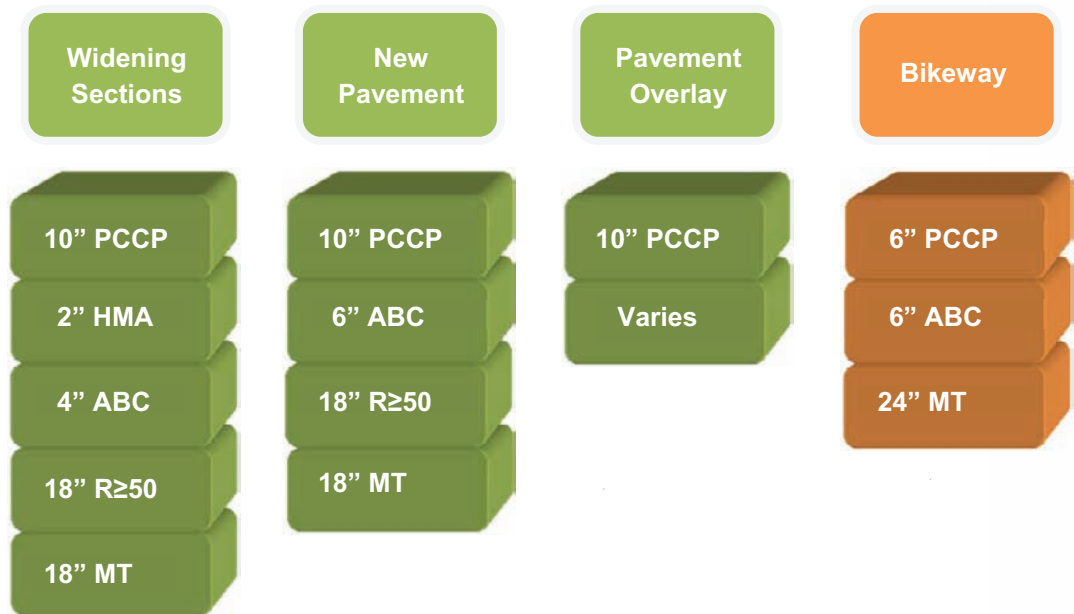 Widening
Sections
10” PCCP
2” HMA
4” ABC
18” R≥50
18” MT
New
Pavement
10” PCCP
6” ABC
18” R≥50
18” MT
Pavement
Overlay
10” PCCP
Varies
Bikeway
6” PCCP
6” ABC
24” MT